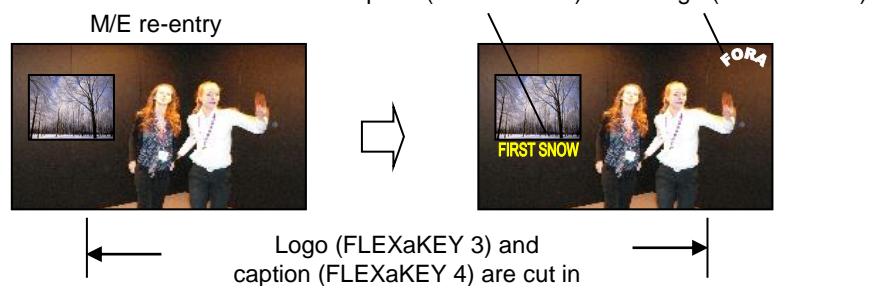 M/E re-entry
FORA
FIRST SNOW
Logo (FLEXaKEY 3) and
caption (FLEXaKEY 4) are cut in